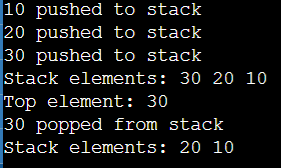 10 pushed to stack
20 pushed to stack
30 pushed to stack
Stack elements: 30 20 10
Top element: 30
30 popped from stack
Stack elements: 20 10